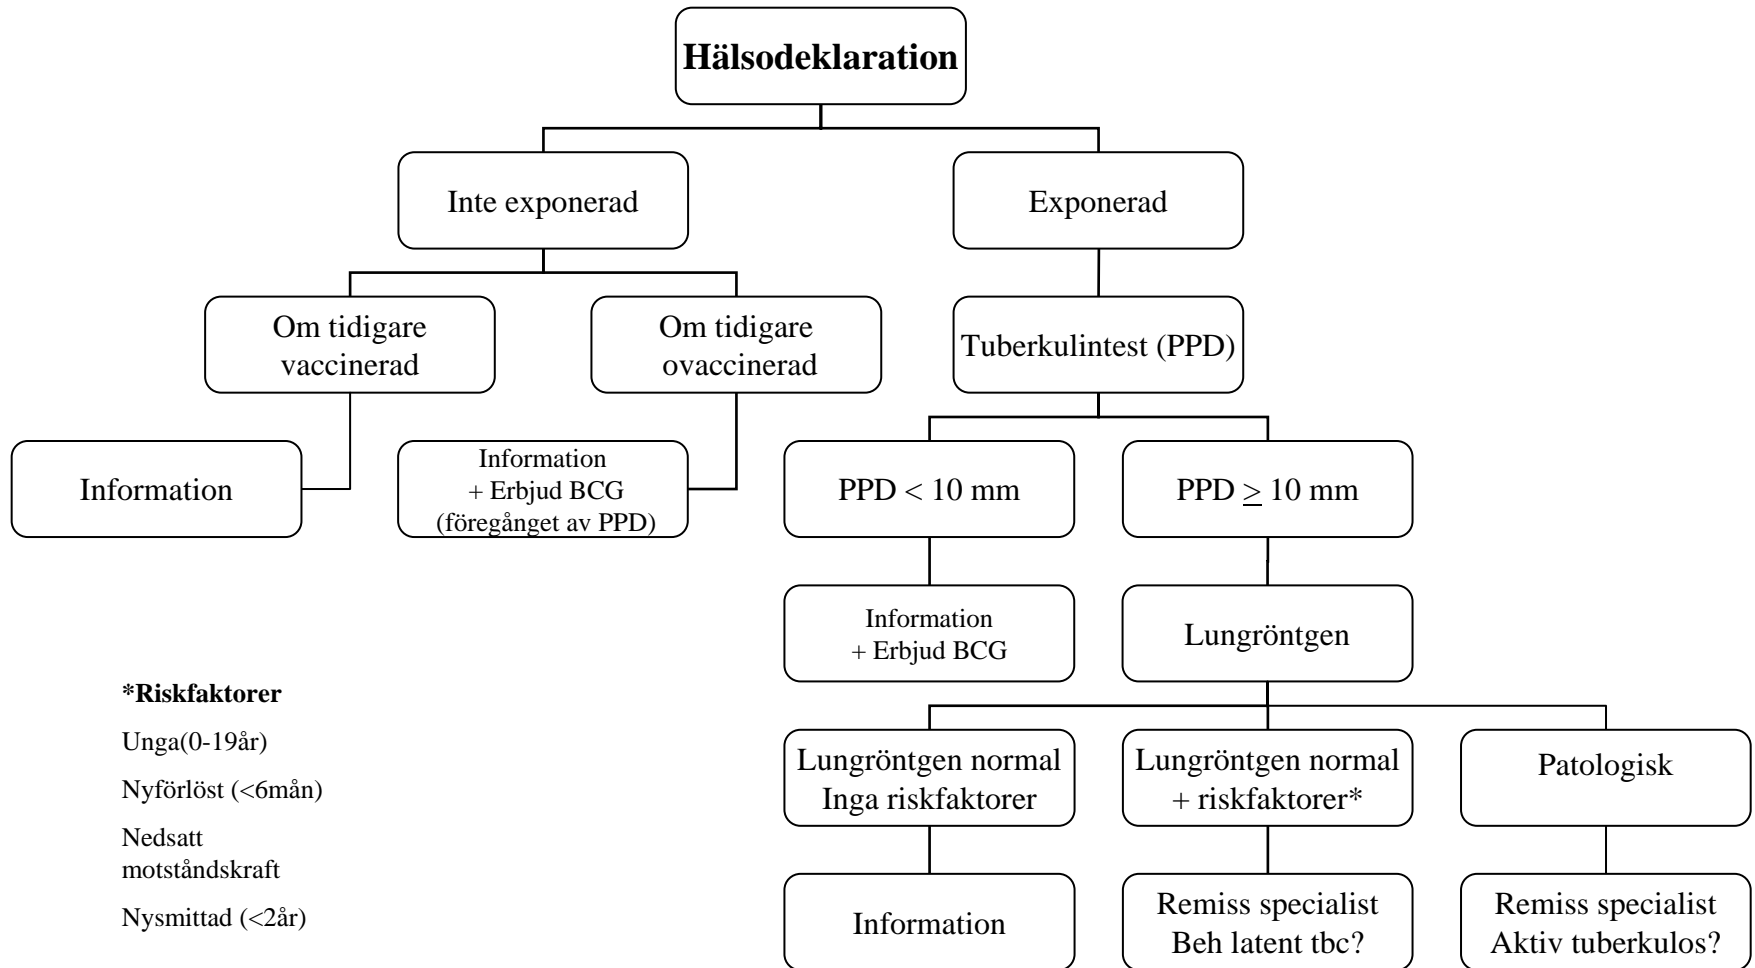 Hälsodeklaration
Inte exponerad
Exponerad
Om tidigare
vaccinerad
Om tidigare
ovaccinerad
Tuberkulintest (PPD)
Information
Information
+ Erbjud BCG
(föregånget av PPD)
PPD < 10 mm
PPD ≥ 10 mm
Information
+ Erbjud BCG
Lungröntgen
*Riskfaktorer
Unga(0-19år)
Nyförlöst (<6mån)
Nedsatt
motståndskraft
Nysmittad (<2år)
Lungröntgen normal
Inga riskfaktorer
Lungröntgen normal
+ riskfaktorer*
Patologisk
Information
Remiss specialist
Beh latent tbc?
Remiss specialist
Aktiv tuberkulos?